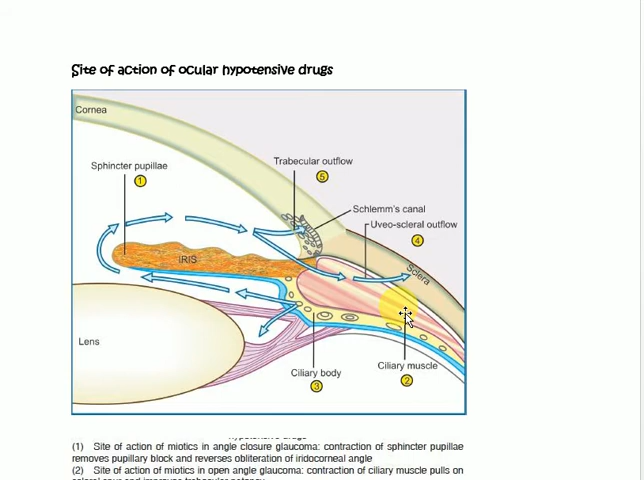 Site of action of ocular hypotensive drugs
Cornea
Sphincter pupillae
1
Trabecular outflow
5
Schlemm's canal
Uveo-scleral outflow
4
IRIS
Sclera
Lens
Ciliary body
3
Ciliary muscle
2
hypotensive drugs
(1) Site of action of miotics in angle closure glaucoma: contraction of sphincter pupillae
removes pupillary block and reverses obliteration of iridocorneal angle
(2) Site of action of miotics in open angle glaucoma: contraction of ciliary muscle pulls on